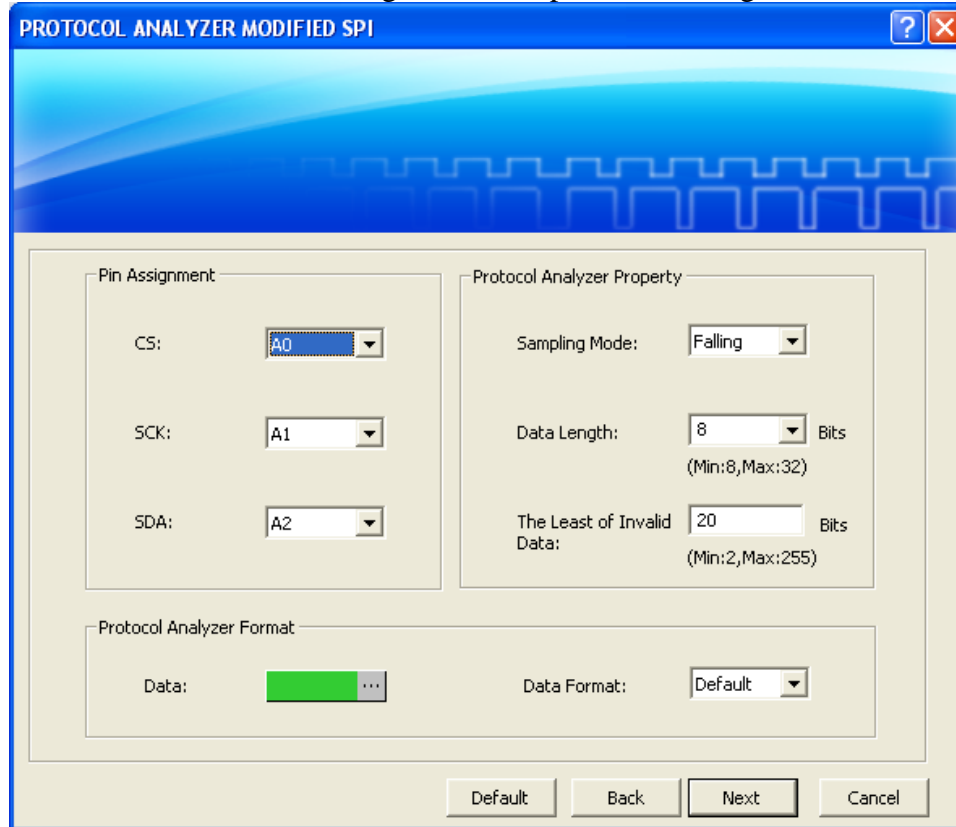 PROTOCOL ANALYZER MODIFIED SPI
Pin Assignment
CS: A0
SCK: A1
SDA: A2
Protocol Analyzer Property
Sampling Mode: Falling
Data Length: 8 Bits
(Min:8,Max:32)
The Least of Invalid
Data:
20 Bits
(Min:2,Max:255)
Protocol Analyzer Format
Data: ...
Data Format: Default
Default Back Next Cancel